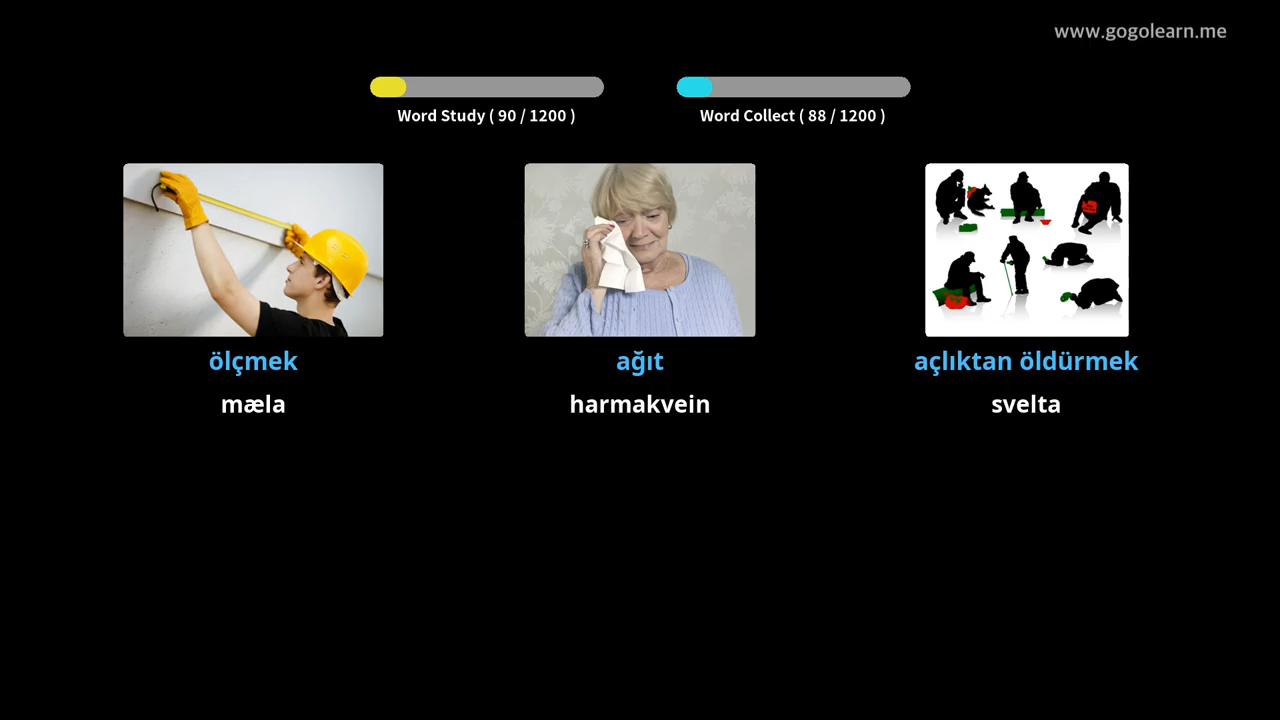 www.gogolearn.me
Word Study ( 90 / 1200 )
Word Collect ( 88 / 1200 )
ölçmek
mæla
ağıt
harmakvein
açlıktan öldürmek
svelta